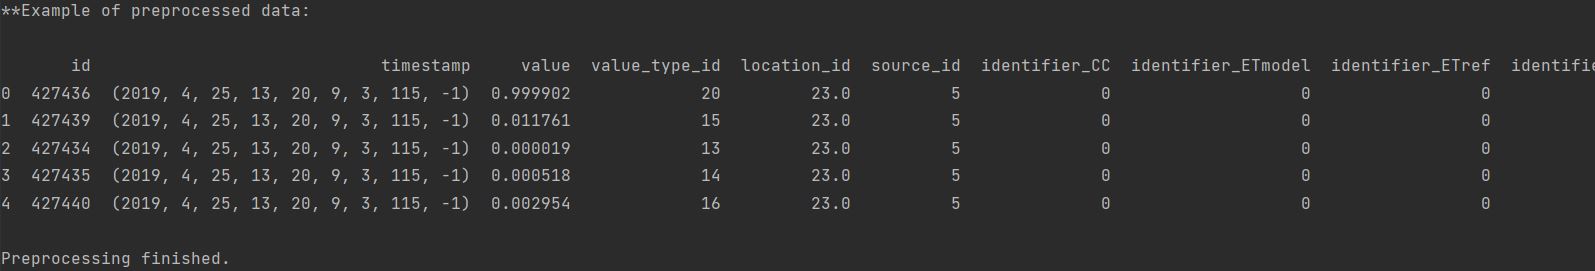 **Example of preprocessed data:
id timestamp value value_type_id location_id source_id identifier_CC identifier_ETmodel identifier_ETref identifie
0 427436 (2019, 4, 25, 13, 20, 9, 3, 115, -1) 0.999902 20 23.0 5 0 0 0
1 427439 (2019, 4, 25, 13, 20, 9, 3, 115, -1) 0.011761 15 23.0 5 0 0 0
2 427434 (2019, 4, 25, 13, 20, 9, 3, 115, -1) 0.000019 13 23.0 5 0 0 0
3 427435 (2019, 4, 25, 13, 20, 9, 3, 115, -1) 0.000518 14 23.0 5 0 0 0
4 427440 (2019, 4, 25, 13, 20, 9, 3, 115, -1) 0.002954 16 23.0 5 0 0 0
Preprocessing finished.